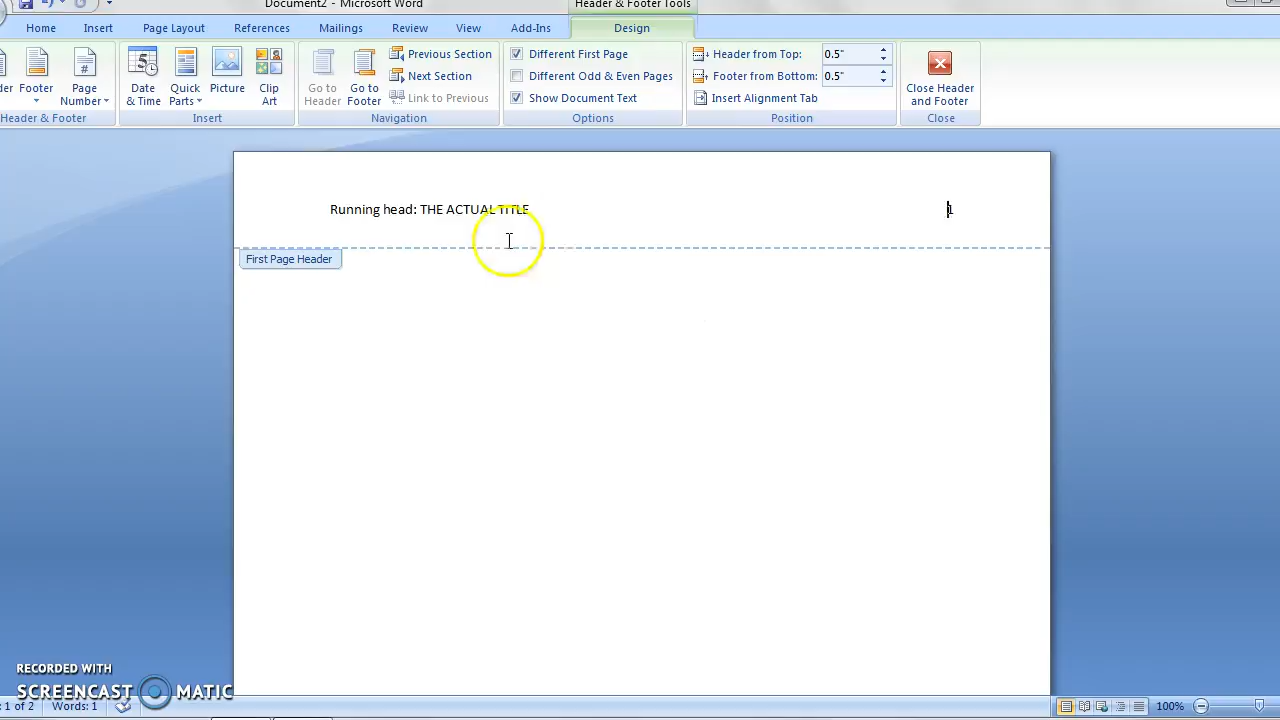 Document2 - Microsoft Word
Header & Footer Tools
Home Insert Page Layout References Mailings Review View Add-Ins Design
Footer
Page Number
Header & Footer
Date & Time
Quick Parts
Picture
Clip Art
Insert
Go to Header
Go to Footer
Previous Section
Next Section
Link to Previous
Navigation
Different First Page
Different Odd & Even Pages
Show Document Text
Options
Header from Top: 0.5"
Footer from Bottom: 0.5"
Insert Alignment Tab
Position
Close Header and Footer
Close
Running head: THE ACTUAL TITLE 1
First Page Header
RECORDED WITH
SCREENCAST MATIC
: 1 of 2 Words: 1 100%